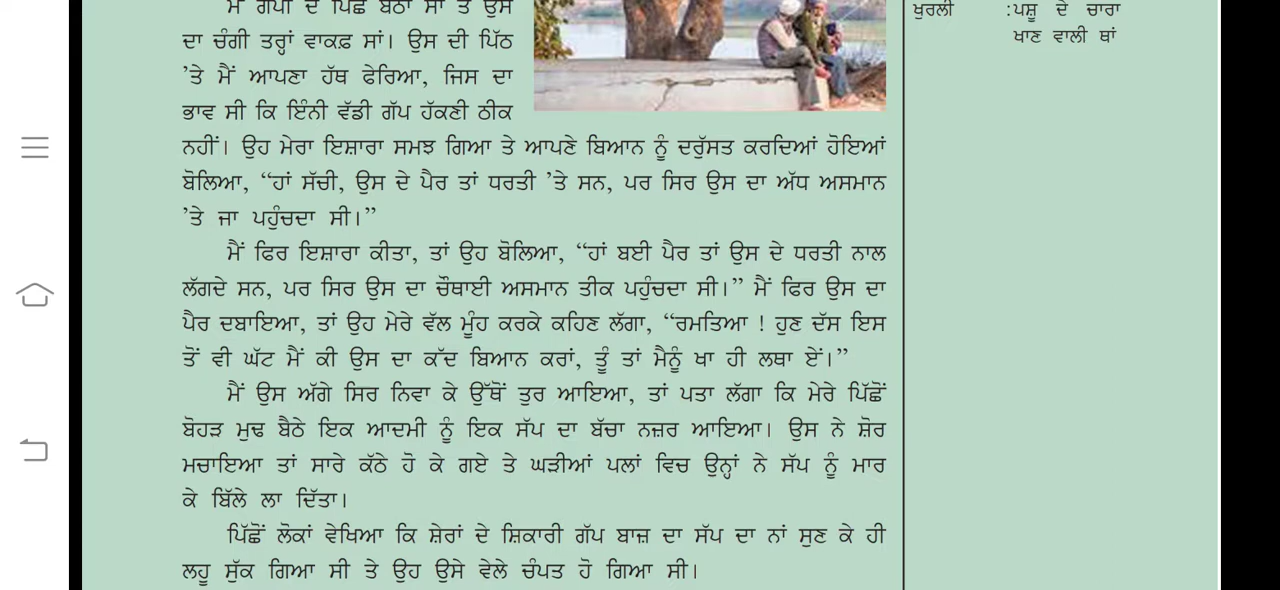 ਮੈਂ ਗੱਪੀ ਦੇ ਪਿੱਛੇ ਬੈਠਾ ਸਾਂ ਤੇ ਉਸ
ਦਾ ਚੰਗੀ ਤਰ੍ਹਾਂ ਵਾਕਫ਼ ਸਾਂ। ਉਸ ਦੀ ਪਿੱਠ
’ਤੇ ਮੈਂ ਆਪਣਾ ਹੱਥ ਫੇਰਿਆ, ਜਿਸ ਦਾ
ਭਾਵ ਸੀ ਕਿ ਇੰਨੀ ਵੱਡੀ ਗੱਪ ਹੱਕਣੀ ਠੀਕ
ਨਹੀਂ। ਉਹ ਮੇਰਾ ਇਸ਼ਾਰਾ ਸਮਝ ਗਿਆ ਤੇ ਆਪਣੇ ਬਿਆਨ ਨੂੰ ਦਰੁੱਸਤ ਕਰਦਿਆਂ ਹੋਇਆਂ
ਬੋਲਿਆ, “ਹਾਂ ਸੱਚੀ, ਉਸ ਦੇ ਪੈਰ ਤਾਂ ਧਰਤੀ ’ਤੇ ਸਨ, ਪਰ ਸਿਰ ਉਸ ਦਾ ਅੱਧ ਅਸਮਾਨ
’ਤੇ ਜਾ ਪਹੁੰਚਦਾ ਸੀ।”
ਮੈਂ ਫਿਰ ਇਸ਼ਾਰਾ ਕੀਤਾ, ਤਾਂ ਉਹ ਬੋਲਿਆ, “ਹਾਂ ਬਈ ਪੈਰ ਤਾਂ ਉਸ ਦੇ ਧਰਤੀ ਨਾਲ
ਲੱਗਦੇ ਸਨ, ਪਰ ਸਿਰ ਉਸ ਦਾ ਚੌਥਾਈ ਅਸਮਾਨ ਤੀਕ ਪਹੁੰਚਦਾ ਸੀ।” ਮੈਂ ਫਿਰ ਉਸ ਦਾ
ਪੈਰ ਦਬਾਇਆ, ਤਾਂ ਉਹ ਮੇਰੇ ਵੱਲ ਮੂੰਹ ਕਰਕੇ ਕਹਿਣ ਲੱਗਾ, “ਰਮਤਿਆ ! ਹੁਣ ਦੱਸ ਇਸ
ਤੋਂ ਵੀ ਘੱਟ ਮੈਂ ਕੀ ਉਸ ਦਾ ਕੱਦ ਬਿਆਨ ਕਰਾਂ, ਤੂੰ ਤਾਂ ਮੈਨੂੰ ਖਾ ਹੀ ਲਥਾ ਏਂ।”
ਮੈਂ ਉਸ ਅੱਗੇ ਸਿਰ ਨਿਵਾ ਕੇ ਉੱਥੋਂ ਤੁਰ ਆਇਆ, ਤਾਂ ਪਤਾ ਲੱਗਾ ਕਿ ਮੇਰੇ ਪਿੱਛੋਂ
ਬੋਹੜ ਮੁਢ ਬੈਠੇ ਇਕ ਆਦਮੀ ਨੂੰ ਇਕ ਸੱਪ ਦਾ ਬੱਚਾ ਨਜ਼ਰ ਆਇਆ। ਉਸ ਨੇ ਸ਼ੋਰ
ਮਚਾਇਆ ਤਾਂ ਸਾਰੇ ਕੱਠੇ ਹੋ ਕੇ ਗਏ ਤੇ ਘੜੀਆਂ ਪਲਾਂ ਵਿਚ ਉਨ੍ਹਾਂ ਨੇ ਸੱਪ ਨੂੰ ਮਾਰ
ਕੇ ਬਿੱਲੇ ਲਾ ਦਿੱਤਾ।
ਪਿੱਛੋਂ ਲੋਕਾਂ ਵੇਖਿਆ ਕਿ ਸ਼ੇਰਾਂ ਦੇ ਸ਼ਿਕਾਰੀ ਗੱਪ ਬਾਜ਼ ਦਾ ਸੱਪ ਦਾ ਨਾਂ ਸੁਣ ਕੇ ਹੀ
ਲਹੂ ਸੁੱਕ ਗਿਆ ਸੀ ਤੇ ਉਹ ਉਸੇ ਵੇਲੇ ਚੰਪਤ ਹੋ ਗਿਆ ਸੀ।
ਖੁਰਲੀ : ਪਸ਼ੂ ਦੇ ਚਾਰਾ
ਖਾਣ ਵਾਲੀ ਥਾਂ